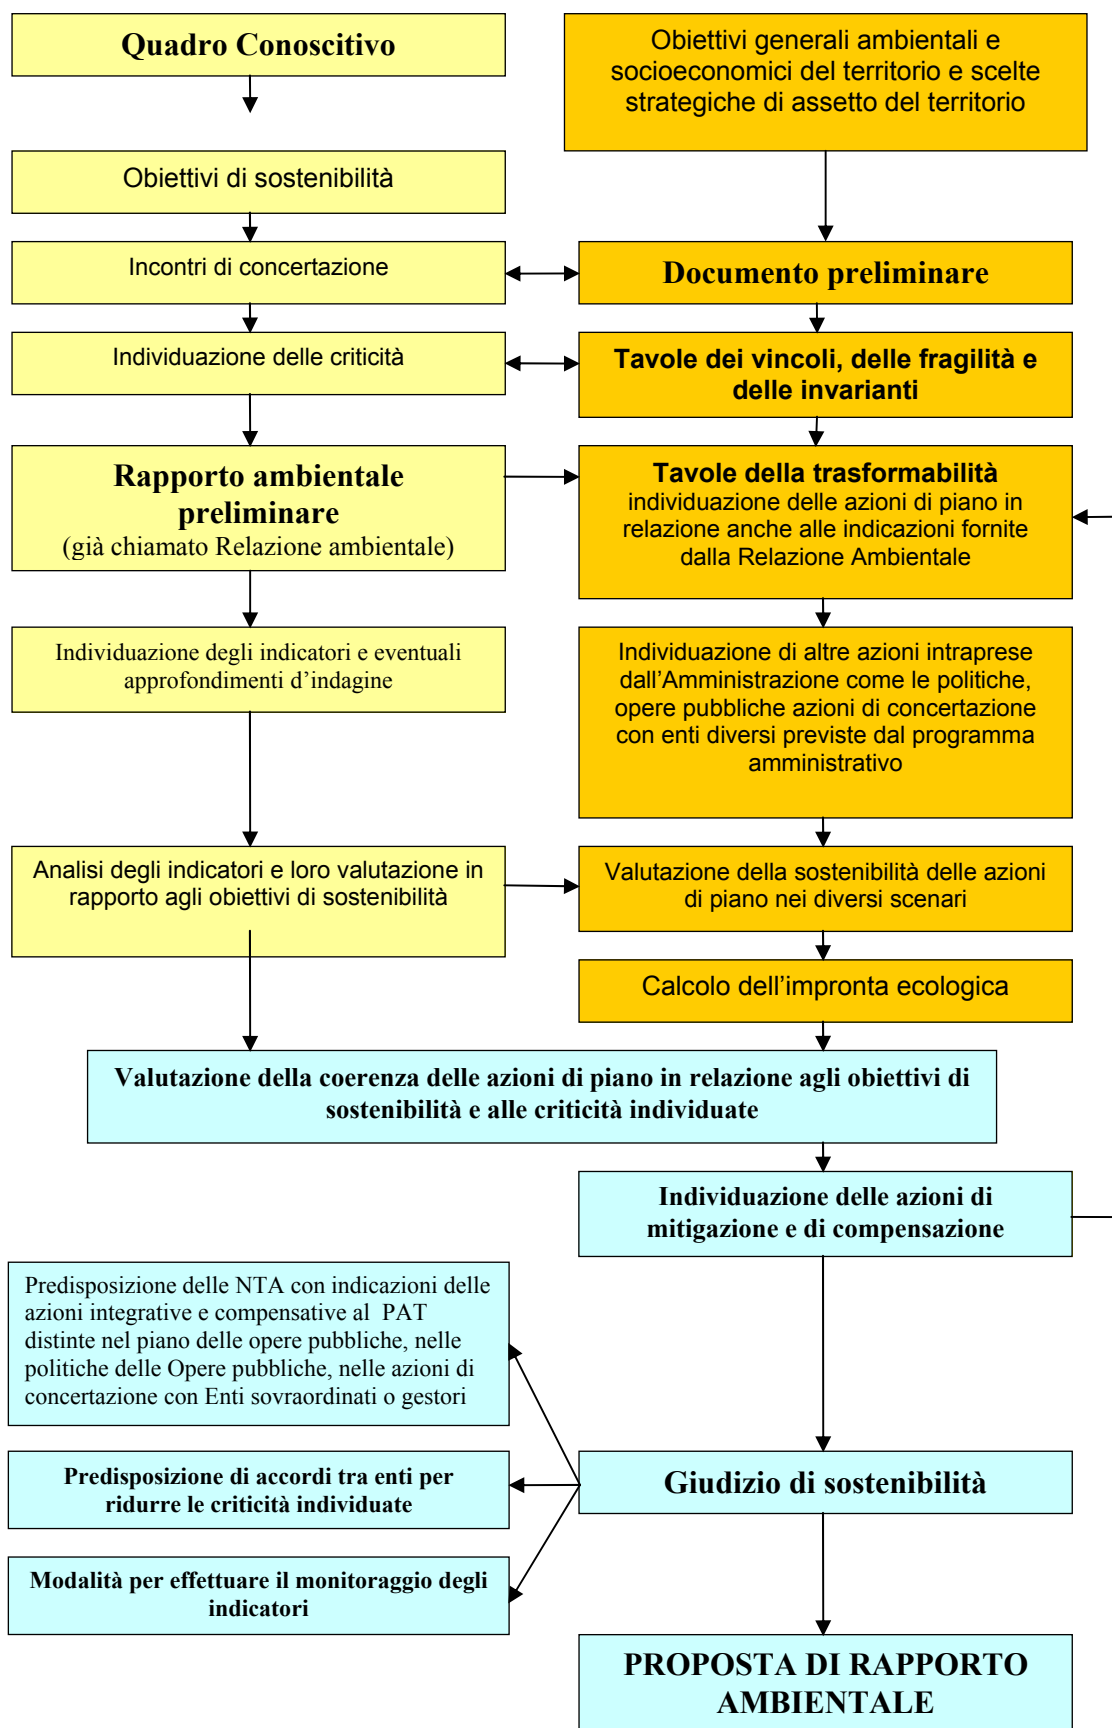 Quadro Conoscitivo
Obiettivi generali ambientali e
socioeconomici del territorio e scelte
strategiche di assetto del territorio
Obiettivi di sostenibilità
Incontri di concertazione
Documento preliminare
Individuazione delle criticità
Tavole dei vincoli, delle fragilità e
delle invarianti
Rapporto ambientale
preliminare
(già chiamato Relazione ambientale)
Tavole della trasformabilità
individuazione delle azioni di piano in
relazione anche alle indicazioni fornite
dalla Relazione Ambientale
Individuazione degli indicatori e eventuali
approfondimenti d’indagine
Individuazione di altre azioni intraprese
dall’Amministrazione come le politiche,
opere pubbliche azioni di concertazione
con enti diversi previste dal programma
amministrativo
Analisi degli indicatori e loro valutazione in
rapporto agli obiettivi di sostenibilità
Valutazione della sostenibilità delle azioni
di piano nei diversi scenari
Calcolo dell’impronta ecologica
Valutazione della coerenza delle azioni di piano in relazione agli obiettivi di
sostenibilità e alle criticità individuate
Individuazione delle azioni di
mitigazione e di compensazione
Predisposizione delle NTA con indicazioni delle
azioni integrative e compensative al PAT
distinte nel piano delle opere pubbliche, nelle
politiche delle Opere pubbliche, nelle azioni di
concertazione con Enti sovraordinati o gestori
Predisposizione di accordi tra enti per
ridurre le criticità individuate
Giudizio di sostenibilità
Modalità per effettuare il monitoraggio degli
indicatori
PROPOSTA DI RAPPORTO
AMBIENTALE